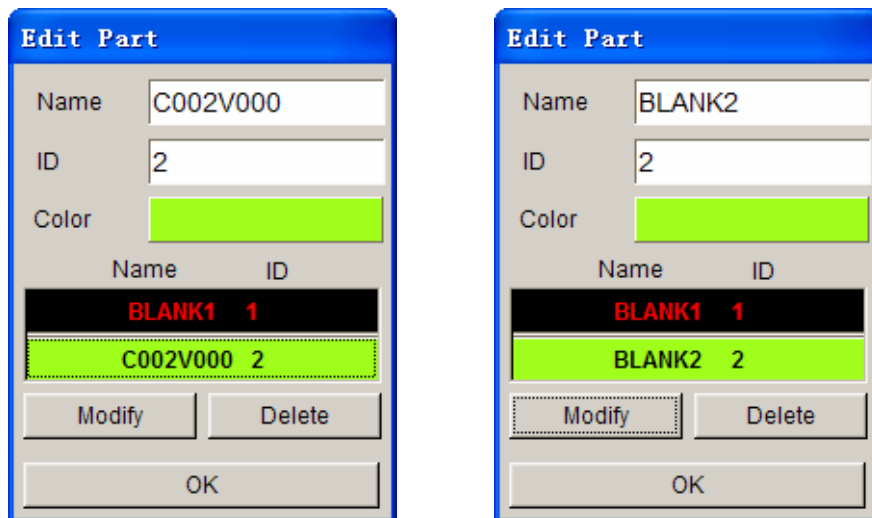 Edit Part
Name C002V000
ID 2
Color
Name ID
BLANK1 1
C002V000 2
Modify Delete
OK
Edit Part
Name BLANK2
ID 2
Color
Name ID
BLANK1 1
BLANK2 2
Modify Delete
OK